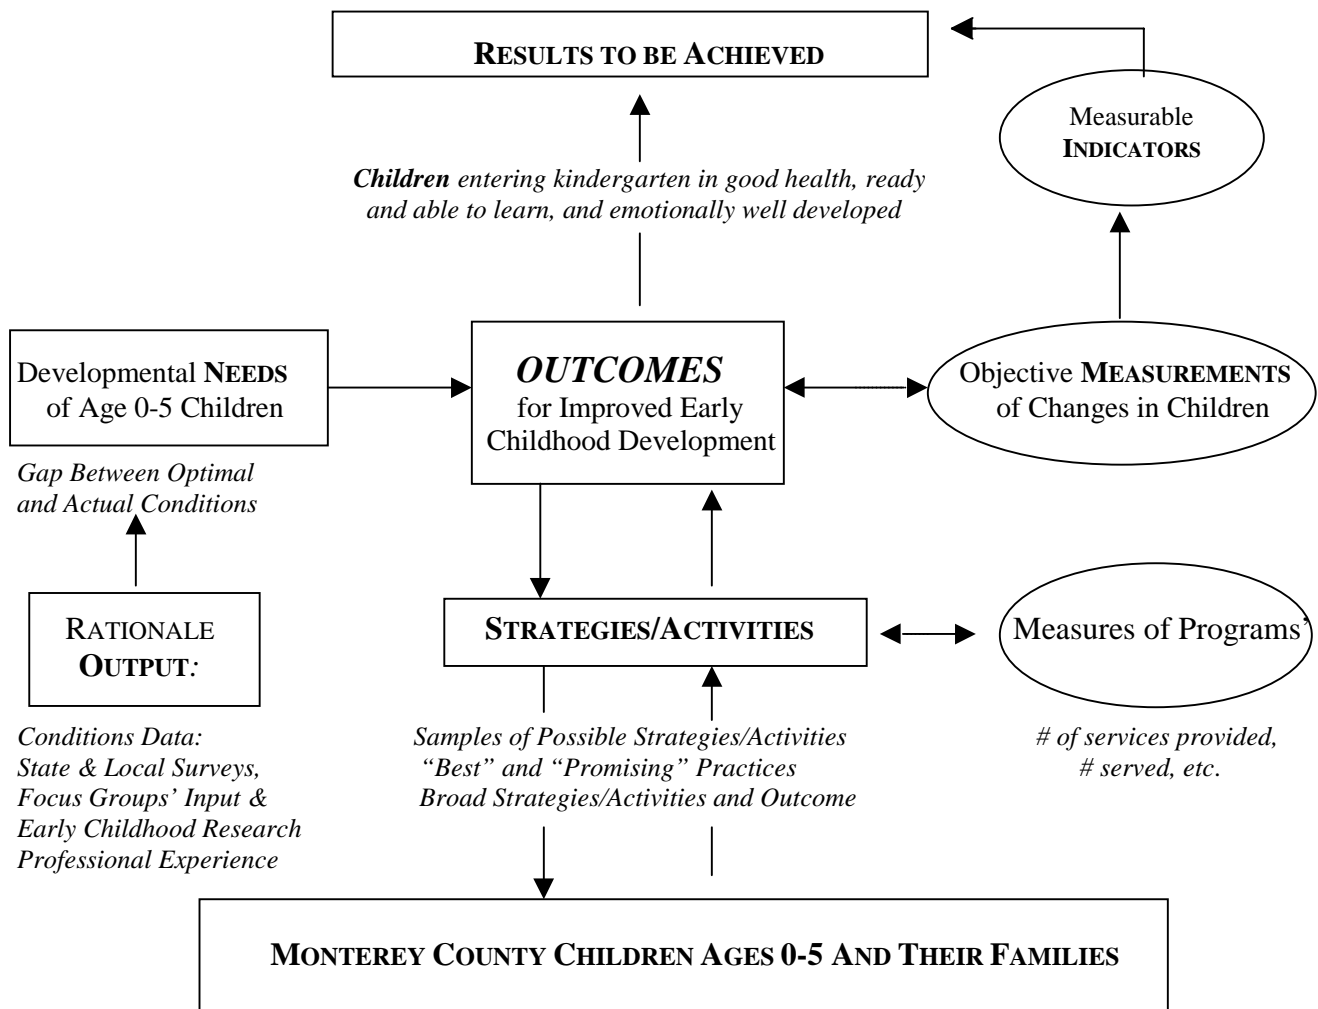 RESULTS TO BE ACHIEVED
Measurable
INDICATORS
Children entering kindergarten in good health, ready
and able to learn, and emotionally well developed
Developmental NEEDS
of Age 0-5 Children
OUTCOMES
for Improved Early
Childhood Development
Objective MEASUREMENTS
of Changes in Children
Gap Between Optimal
and Actual Conditions
RATIONALE
OUTPUT:
STRATEGIES/ACTIVITIES
Measures of Programs’
Conditions Data:
State & Local Surveys,
Focus Groups’ Input &
Early Childhood Research
Professional Experience
Samples of Possible Strategies/Activities
“Best” and “Promising” Practices
Broad Strategies/Activities and Outcome
# of services provided,
# served, etc.
MONTEREY COUNTY CHILDREN AGES 0-5 AND THEIR FAMILIES